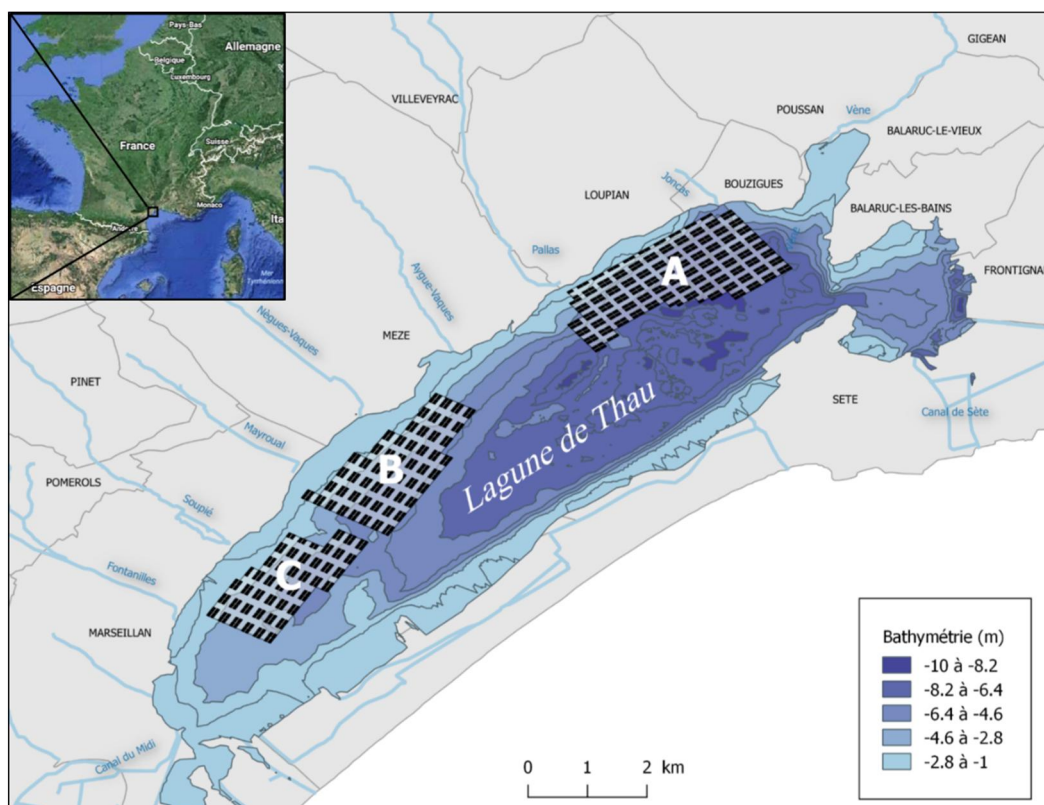 Pays-Bas
Allemagne
Belgique
Luxembourg
France
Suisse
Monaco
Ita
Andorre
Mer
Tyrrhénienne
Espagne
GIGEAN
VILLEVEYRAC
POUSSAN
Vène
BALARUC-LE-VIEUX
LOUPIAN
Joncas
BOUZIGUES
BALARUC-LES-BAINS
Pallas
FRONTIGNAN
A
Aygue-Vaques
Nègues-Vaques
MEZE
PINET
SETE
Canal de Sète
Lagune de Thau
Mayroual
B
POMEROLS
Soupié
Fontanilles
C
MARSEILLAN
Canal du Midi
Bathymétrie (m)
-10 à -8.2
-8.2 à -6.4
-6.4 à -4.6
-4.6 à -2.8
-2.8 à -1
0 1 2 km